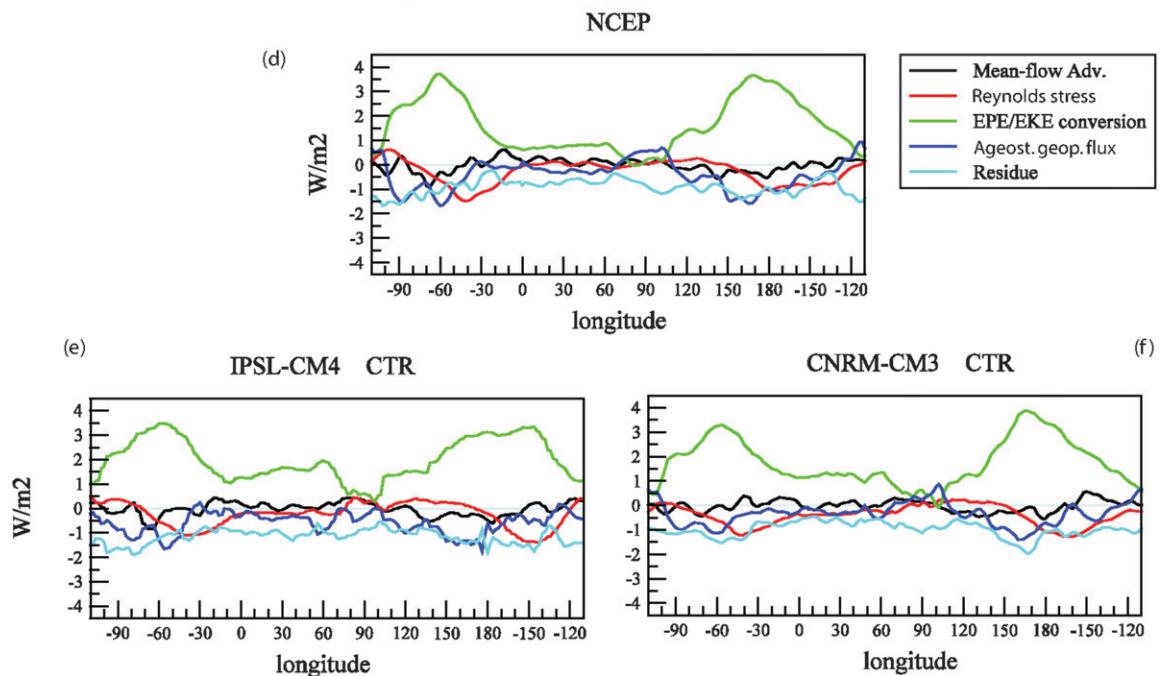 NCEP
(d)
4
3
2
1
0
-1
-2
-3
-4
W/m2
-90 -60 -30 0 30 60 90 120 150 180 -150 -120
longitude
Mean-flow Adv.
Reynolds stress
EPE/EKE conversion
Ageost. geop. flux
Residue
(e)
IPSL-CM4 CTR
4
3
2
1
0
-1
-2
-3
-4
W/m2
-90 -60 -30 0 30 60 90 120 150 180 -150 -120
longitude
(f)
CNRM-CM3 CTR
4
3
2
1
0
-1
-2
-3
-4
-90 -60 -30 0 30 60 90 120 150 180 -150 -120
longitude